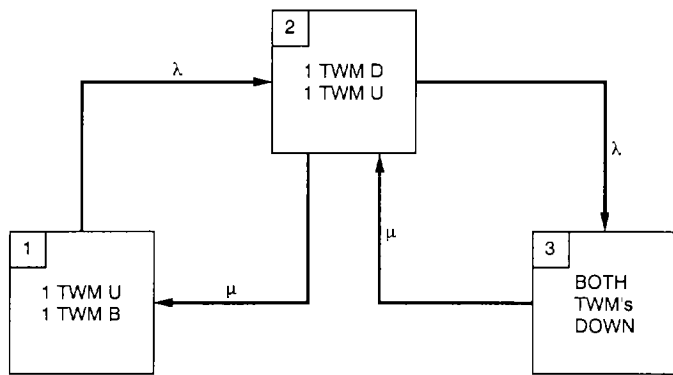 2
1 TWM D
1 TWM U
λ
λ
μ
μ
1
1 TWM U
1 TWM B
3
BOTH
TWM's
DOWN